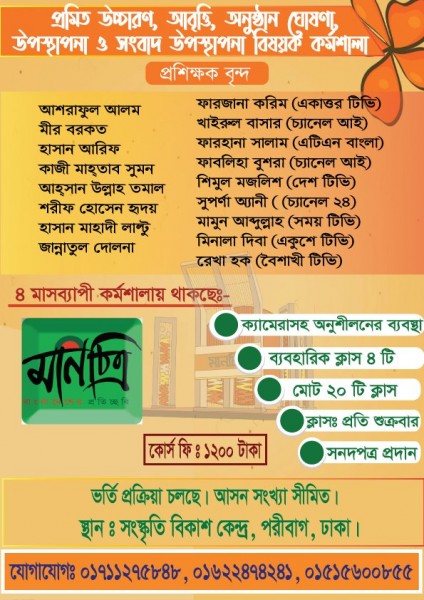 প্রমিত উচ্চারণ, আবৃত্তি, অনুষ্ঠান ঘোষণা,
উপস্থাপনা ও সংবাদ উপস্থাপনা বিষয়ক কর্মশালা
প্রশিক্ষক বৃন্দ
আশরাফুল আলম
মীর বরকত
হাসান আরিফ
কাজী মাহ্‌তাব সুমন
আহ্‌সান উল্লাহ তমাল
শরীফ হোসেন হৃদয়
হাসান মাহাদী লাল্টু
জান্নাতুল দোলনা
ফারজানা করিম (একাত্তর টিভি)
খাইরুল বাসার (চ্যানেল আই)
ফারহানা সালাম (এটিএন বাংলা)
ফাবলিহা বুশরা (চ্যানেল আই)
শিমুল মজলিশ (দেশ টিভি)
সুপর্ণা অ্যানী ( চ্যানেল ২৪)
মামুন আব্দুল্লাহ (সময় টিভি)
মিনালা দিবা (একুশে টিভি)
রেখা হক (বৈশাখী টিভি)
৪ মাসব্যাপী কর্মশালায় থাকছেঃ-
মানচিত্র
ক্যামেরাসহ অনুশীলনের ব্যবস্থা
ব্যবহারিক ক্লাস ৪ টি
মোট ২০ টি ক্লাস
ক্লাসঃ প্রতি শুক্রবার
সনদপত্র প্রদান
কোর্স ফি : ১২০০ টাকা
ভর্তি প্রক্রিয়া চলছে। আসন সংখ্যা সীমিত।
স্থান : সংস্কৃতি বিকাশ কেন্দ্র, পরীবাগ, ঢাকা।
যোগাযোগঃ ০১৭১১২৭৫৮৪৮, ০১৬২২৪৭৪২৪১, ০১৫১৫৬০০৮৫৫